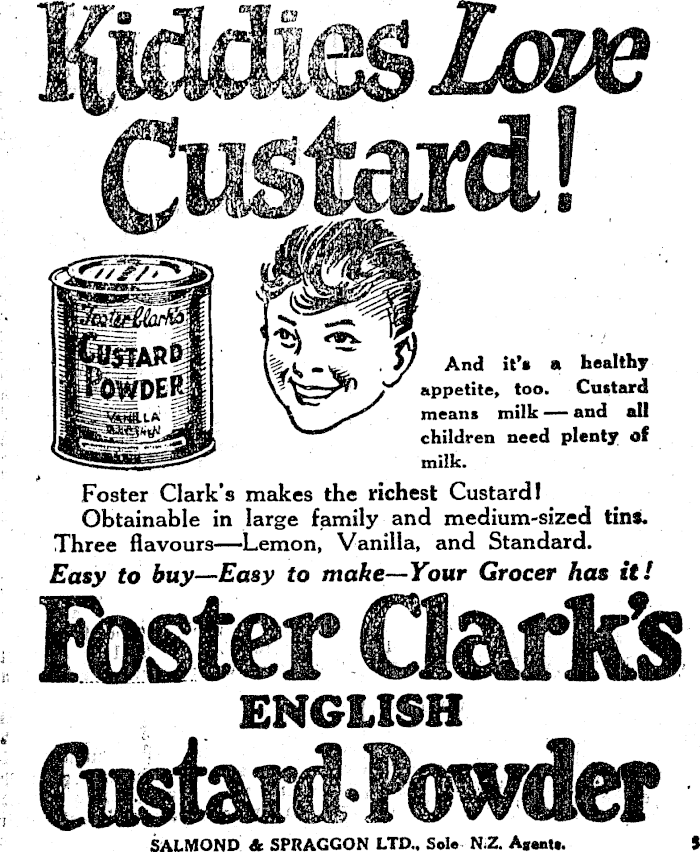 Kiddies Love
Custard!
Foster Clark's
CUSTARD
POWDER
VANILLA
And it's a healthy
appetite, too. Custard
means milk — and all
children need plenty of
milk.
Foster Clark's makes the richest Custard!
Obtainable in large family and medium-sized tins.
Three flavours—Lemon, Vanilla, and Standard.
Easy to buy—Easy to make—Your Grocer has it!
Foster Clark's
ENGLISH
Custard·Powder
SALMOND & SPRAGGON LTD., Sole N.Z. Agents.